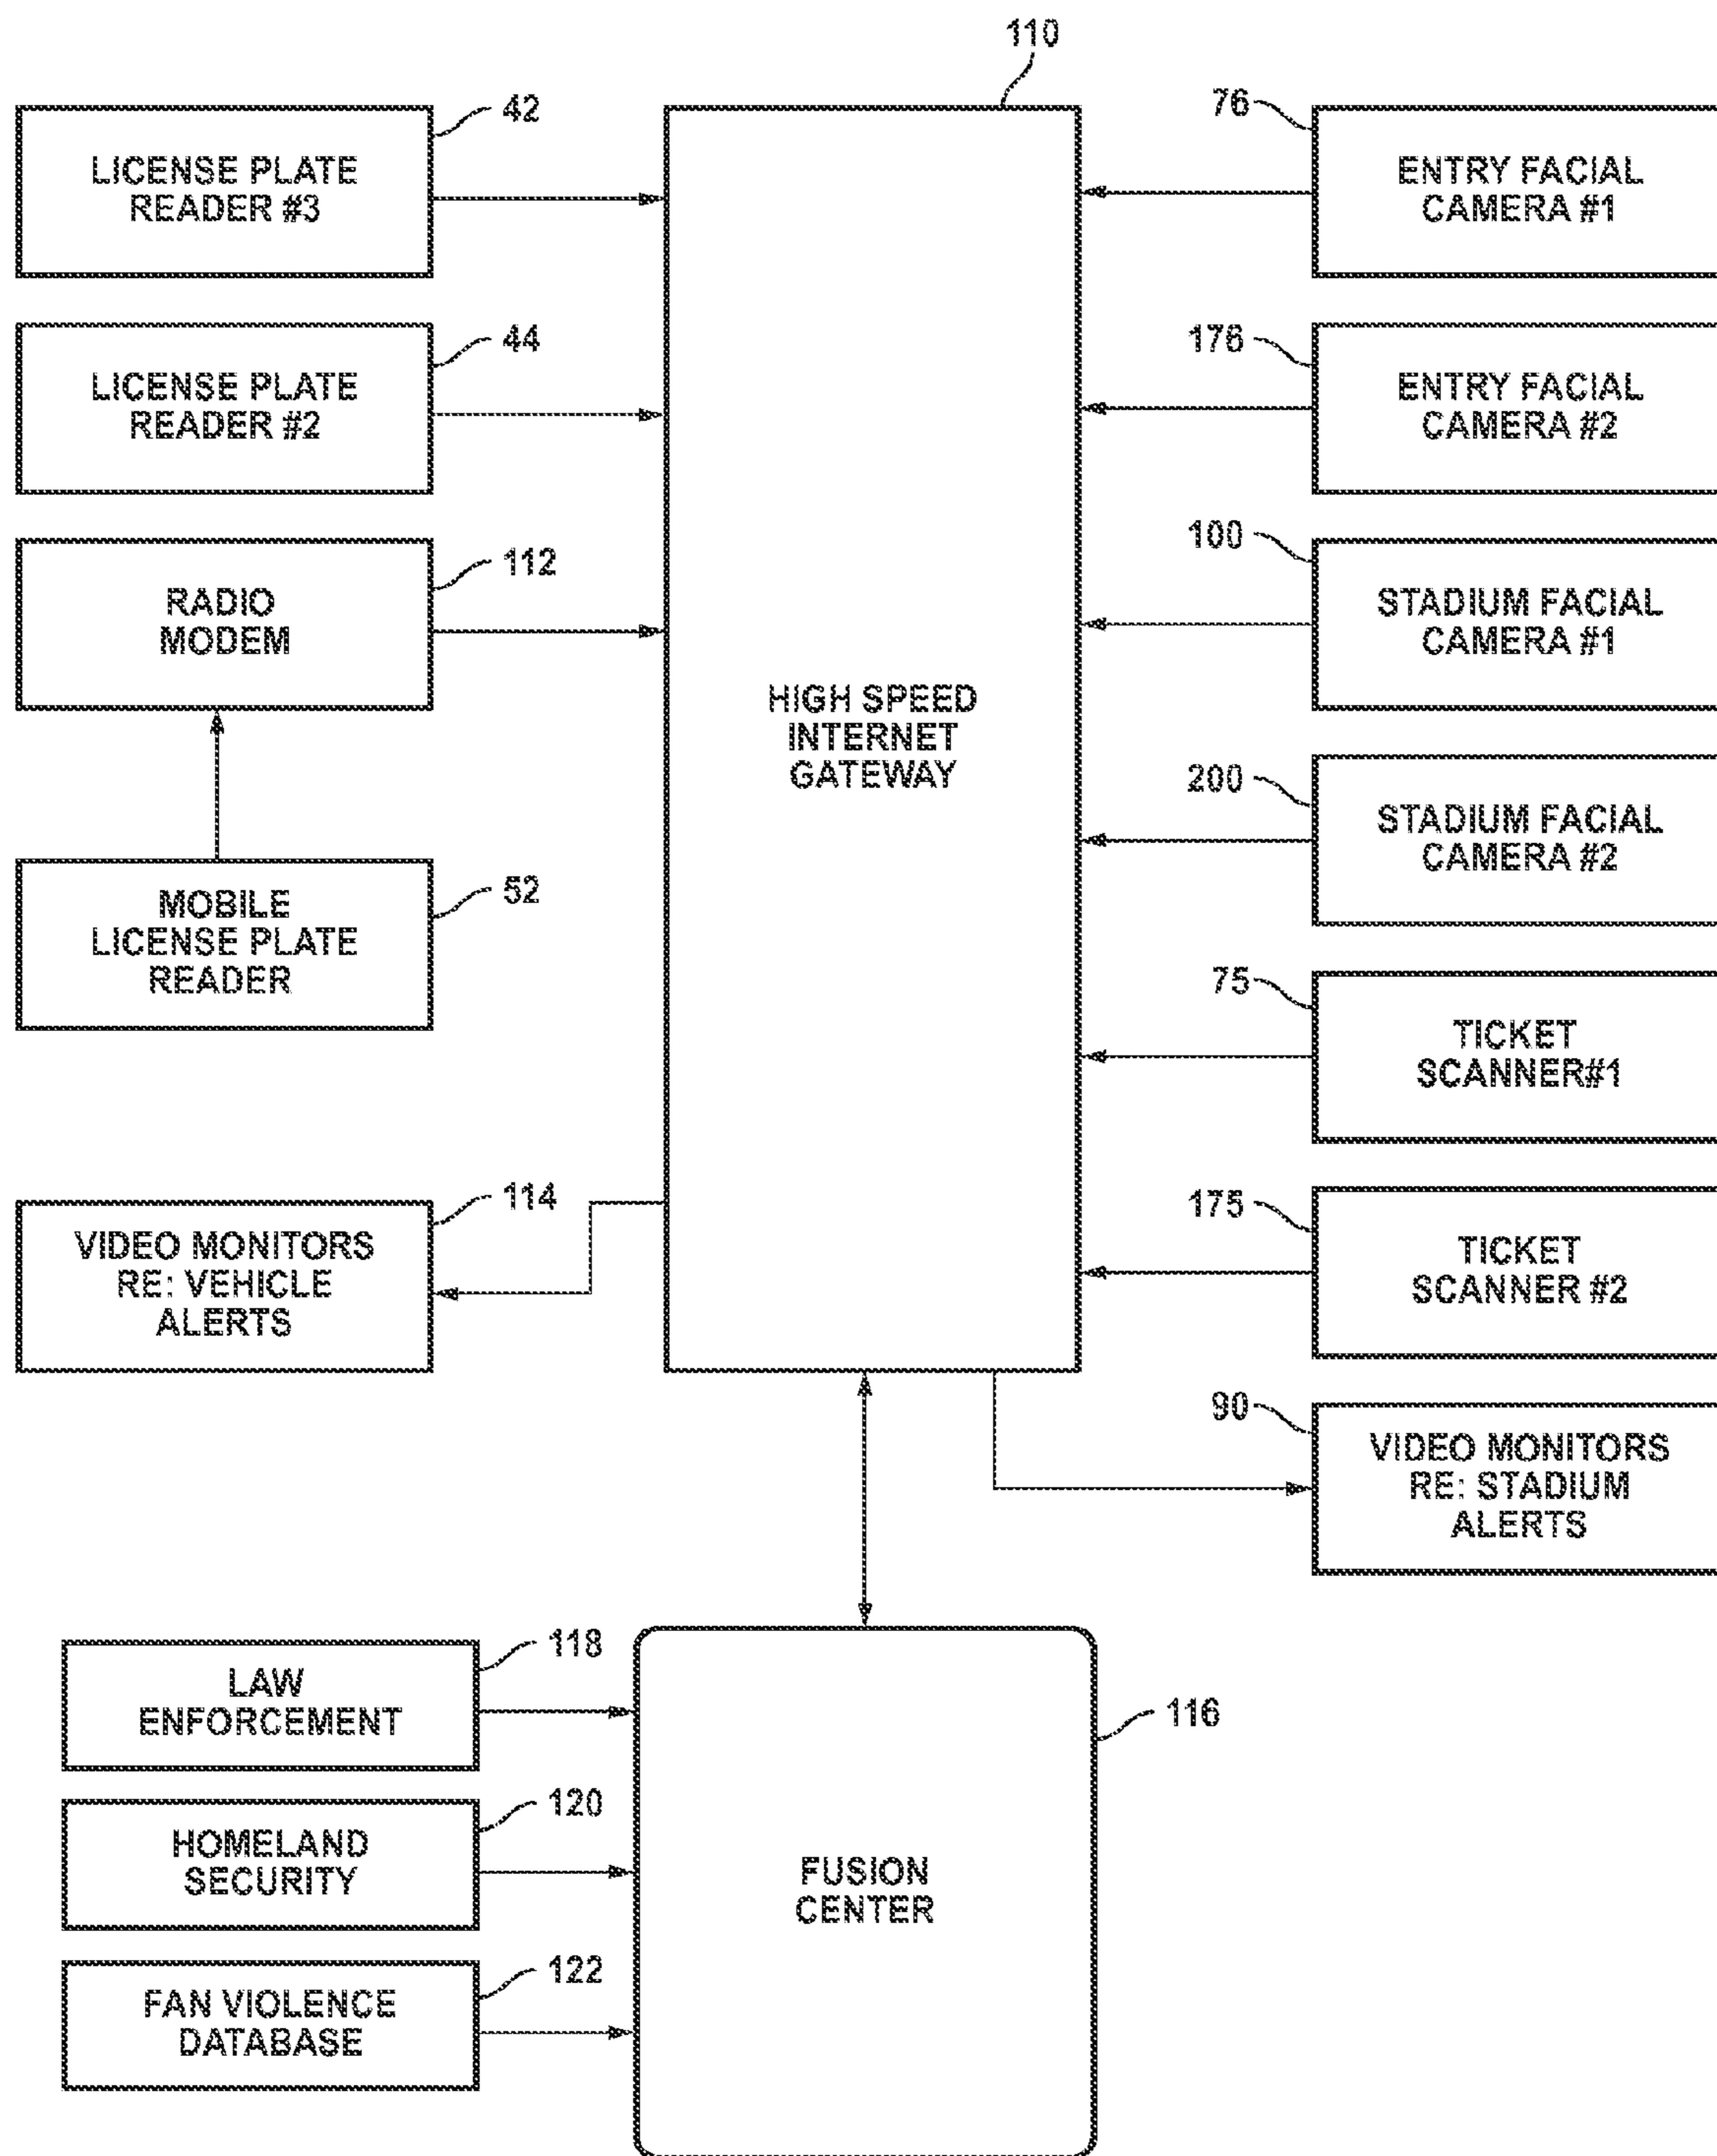 110
42
LICENSE PLATE
READER #3
76
ENTRY FACIAL
CAMERA #1
44
LICENSE PLATE
READER #2
176
ENTRY FACIAL
CAMERA #2
112
RADIO
MODEM
100
STADIUM FACIAL
CAMERA #1
HIGH SPEED
INTERNET
GATEWAY
200
STADIUM FACIAL
CAMERA #2
52
MOBILE
LICENSE PLATE
READER
75
TICKET
SCANNER#1
114
VIDEO MONITORS
RE: VEHICLE
ALERTS
175
TICKET
SCANNER #2
90
VIDEO MONITORS
RE: STADIUM
ALERTS
118
LAW
ENFORCEMENT
116
120
HOMELAND
SECURITY
FUSION
CENTER
122
FAN VIOLENCE
DATABASE